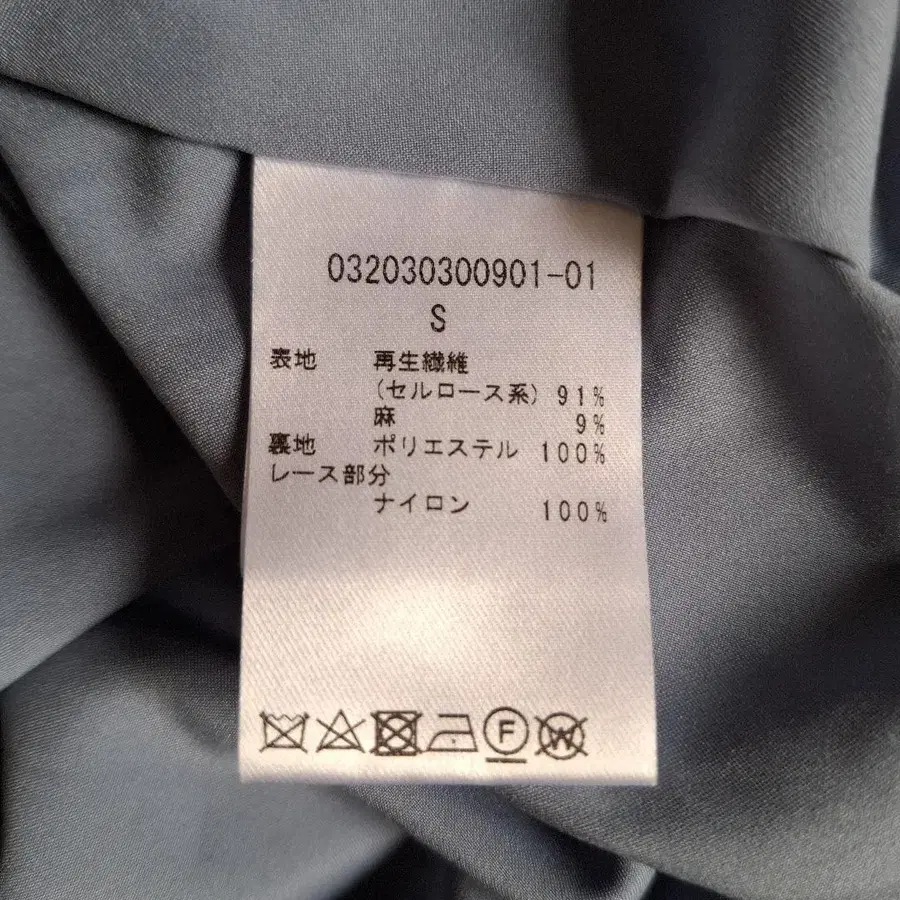 032030300901-01
S
表地 再生繊維
(セルロース系) 91%
麻 9%
裏地 ポリエステル 100%
レース部分
ナイロン 100%
F
W